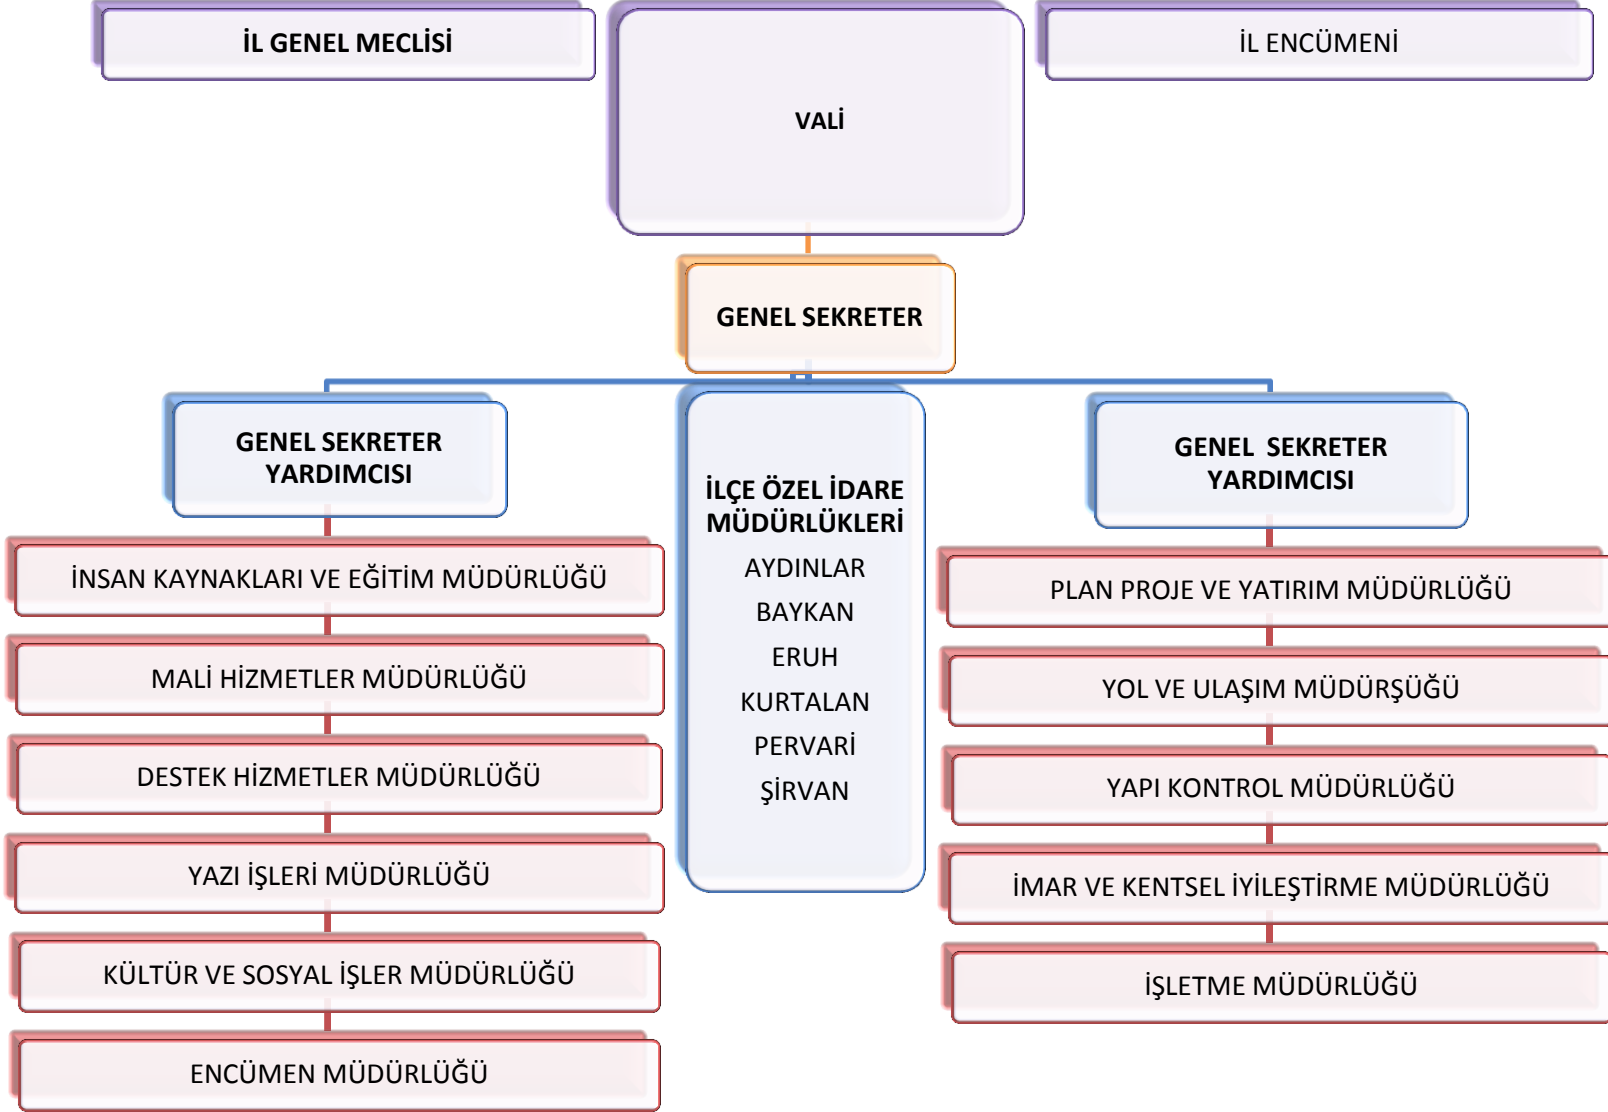 İL GENEL MECLİSİ
VALİ
İL ENCÜMENİ
GENEL SEKRETER
GENEL SEKRETER
YARDIMCISI
İNSAN KAYNAKLARI VE EĞİTİM MÜDÜRLÜĞÜ
MALİ HİZMETLER MÜDÜRLÜĞÜ
DESTEK HİZMETLER MÜDÜRLÜĞÜ
YAZI İŞLERİ MÜDÜRLÜĞÜ
KÜLTÜR VE SOSYAL İŞLER MÜDÜRLÜĞÜ
ENCÜMEN MÜDÜRLÜĞÜ
İLÇE ÖZEL İDARE
MÜDÜRLÜKLERİ
AYDINLAR
BAYKAN
ERUH
KURTALAN
PERVARİ
ŞİRVAN
GENEL  SEKRETER
YARDIMCISI
PLAN PROJE VE YATIRIM MÜDÜRLÜĞÜ
YOL VE ULAŞIM MÜDÜRŞÜĞÜ
YAPI KONTROL MÜDÜRLÜĞÜ
İMAR VE KENTSEL İYİLEŞTİRME MÜDÜRLÜĞÜ
İŞLETME MÜDÜRLÜĞÜ